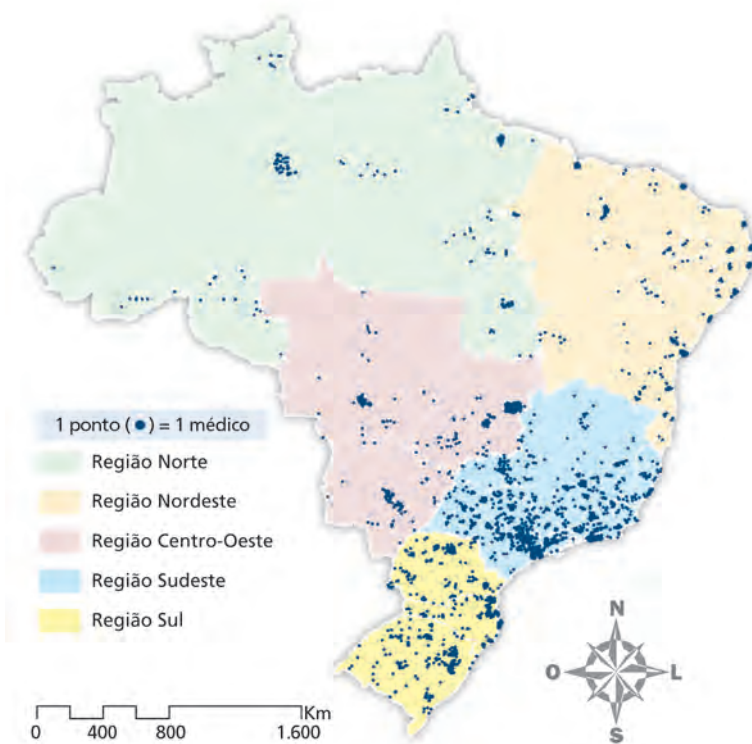 1 ponto (●) = 1 médico
Região Norte
Região Nordeste
Região Centro-Oeste
Região Sudeste
Região Sul
N
O L
S
Km
0 400 800 1.600